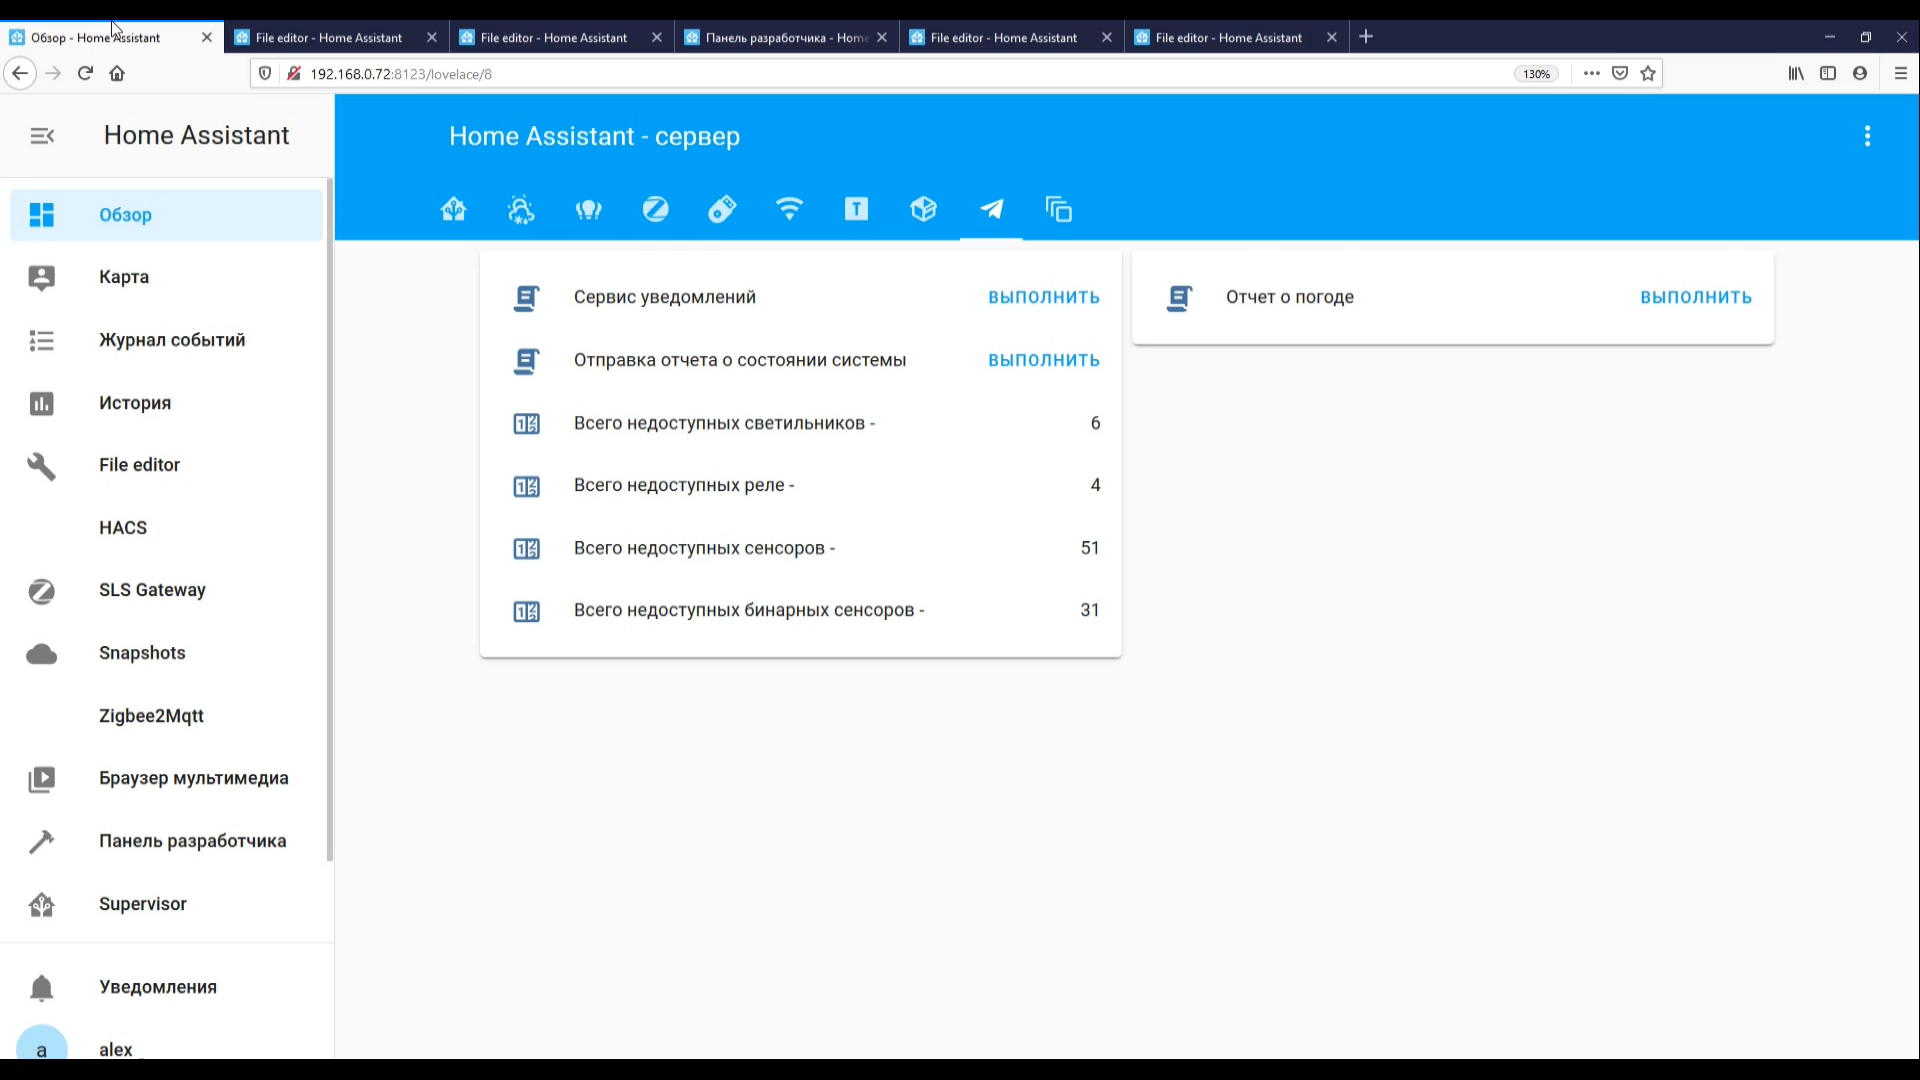 Обзор - Home Assistant
File editor - Home Assistant
File editor - Home Assistant
Панель разработчика - Home
File editor - Home Assistant
File editor - Home Assistant
192.168.0.72:8123/lovelace/8
130%
Home Assistant
Home Assistant - сервер
Обзор
Карта
Журнал событий
История
File editor
HACS
SLS Gateway
Snapshots
Zigbee2Mqtt
Браузер мультимедиа
Панель разработчика
Supervisor
Уведомления
a
alex
T
Сервис уведомлений
ВЫПОЛНИТЬ
Отправка отчета о состоянии системы
ВЫПОЛНИТЬ
Всего недоступных светильников -
6
Всего недоступных реле -
4
Всего недоступных сенсоров -
51
Всего недоступных бинарных сенсоров -
31
Отчет о погоде
ВЫПОЛНИТЬ